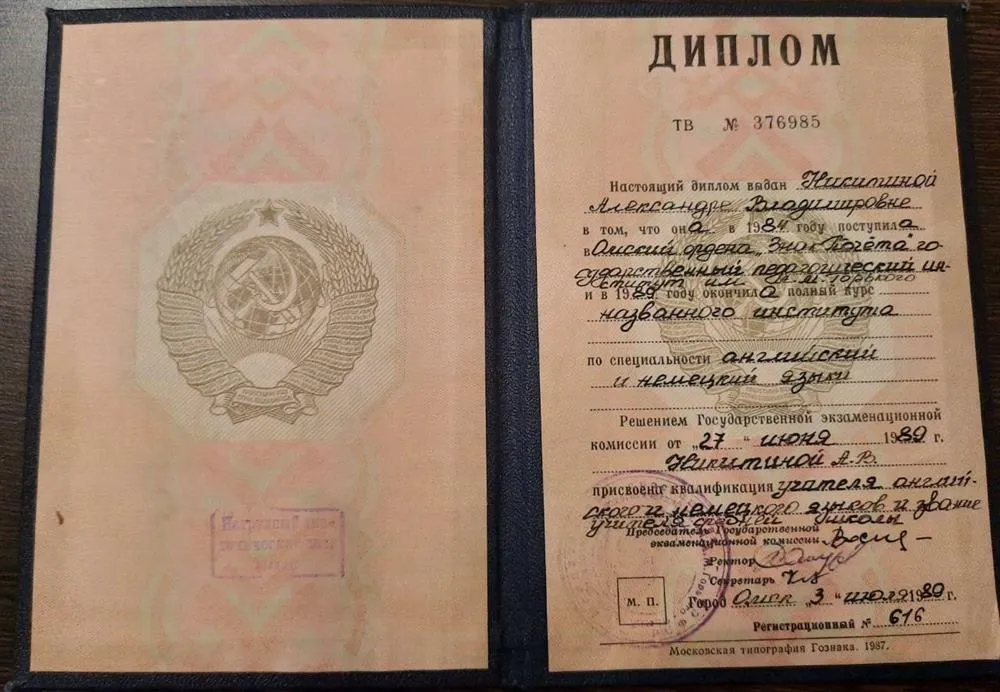 ДИПЛОМ
ТВ № 376985
Настоящий диплом выдан Никитиной
Александре Владимировне
в том, что она в 1984 году поступила
в Омский ордена „Знак Почёта" го-
сударственный педагогический ин-
ститут им. А.М. Горького
и в 1989 году окончила полный курс
названного института
по специальности английский
и немецкий языки
Решением Государственной экзаменационной
комиссии от „27" июня 1989 г.
Никитиной А.В.
присвоена квалификация учителя англий-
ского и немецкого языков и звание
учителя средней школы
Председатель Государственной
экзаменационной комиссии
Ректор
Секретарь
М. П.
Город Омск „3" июля 1989 г.
Регистрационный № 616
Московская типография Гознака. 1987.